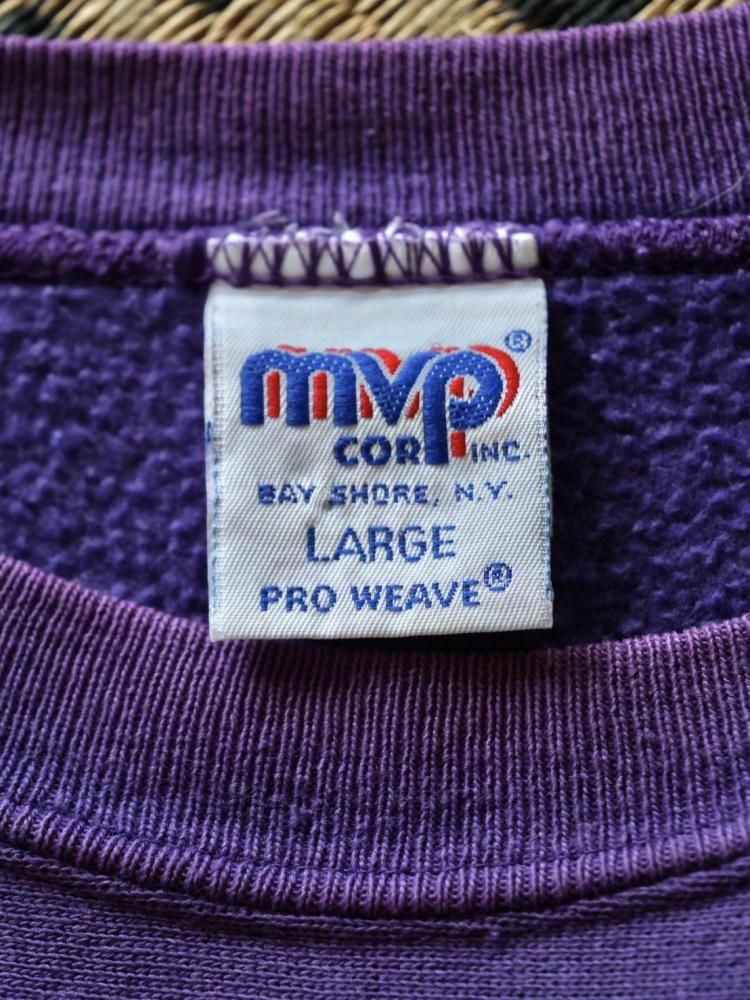 mvp®
CORP INC.
BAY SHORE, N.Y.
LARGE
PRO WEAVE®